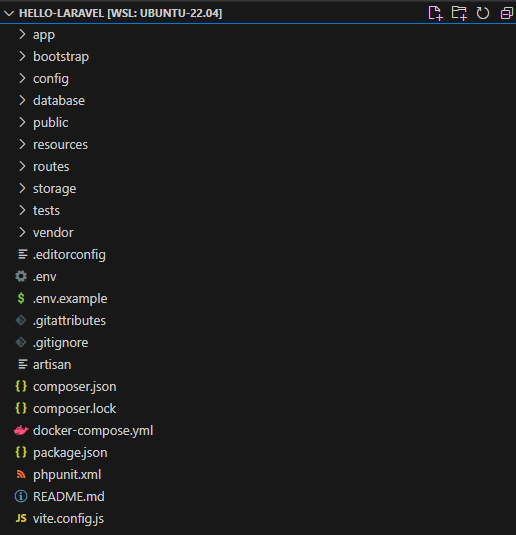 HELLO-LARAVEL [WSL: UBUNTU-22.04]
app
bootstrap
config
database
public
resources
routes
storage
tests
vendor
.editorconfig
.env
$ .env.example
.gitattributes
.gitignore
artisan
{} composer.json
{} composer.lock
docker-compose.yml
{} package.json
phpunit.xml
README.md
JS vite.config.js